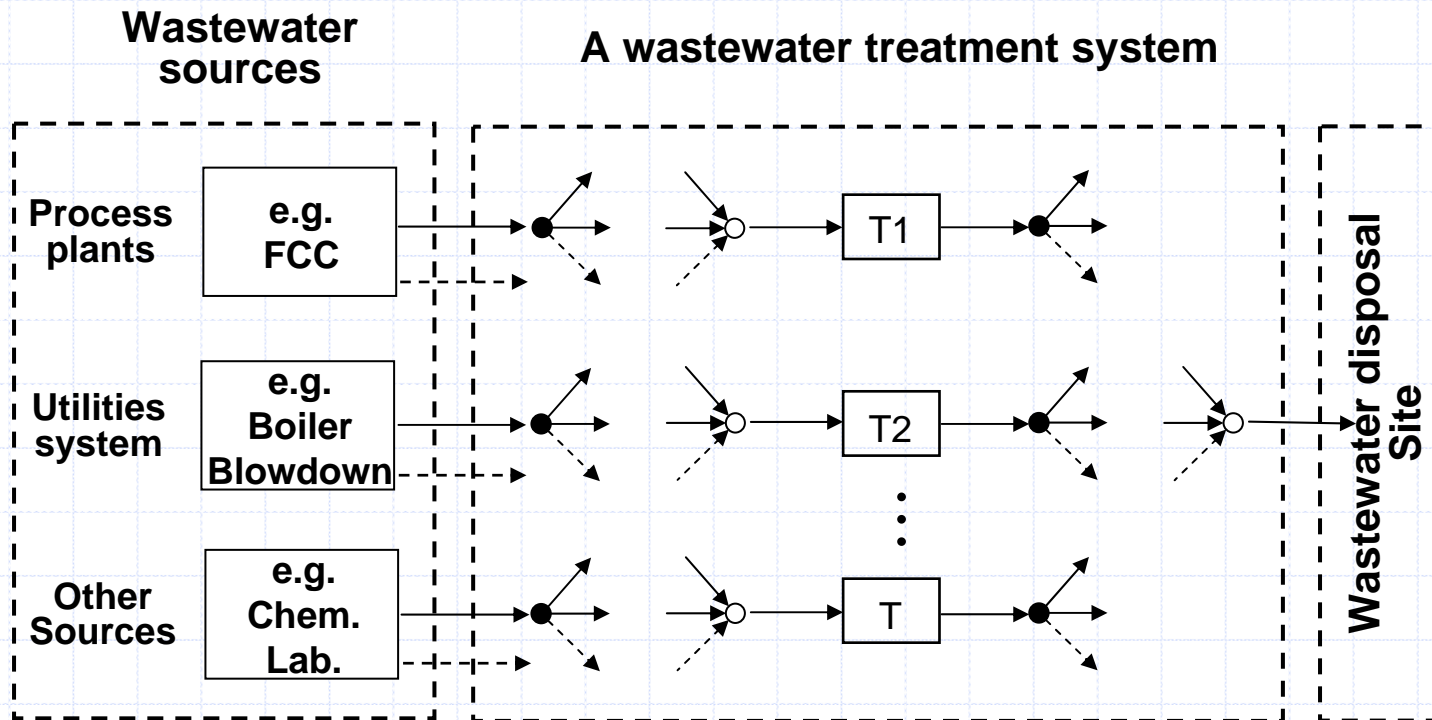 Wastewater
sources
A wastewater treatment system
Process
plants
e.g.
FCC
T1
Utilities
system
e.g.
Boiler
Blowdown
T2
Other
Sources
e.g.
Chem.
Lab.
T
Wastewater disposal
Site